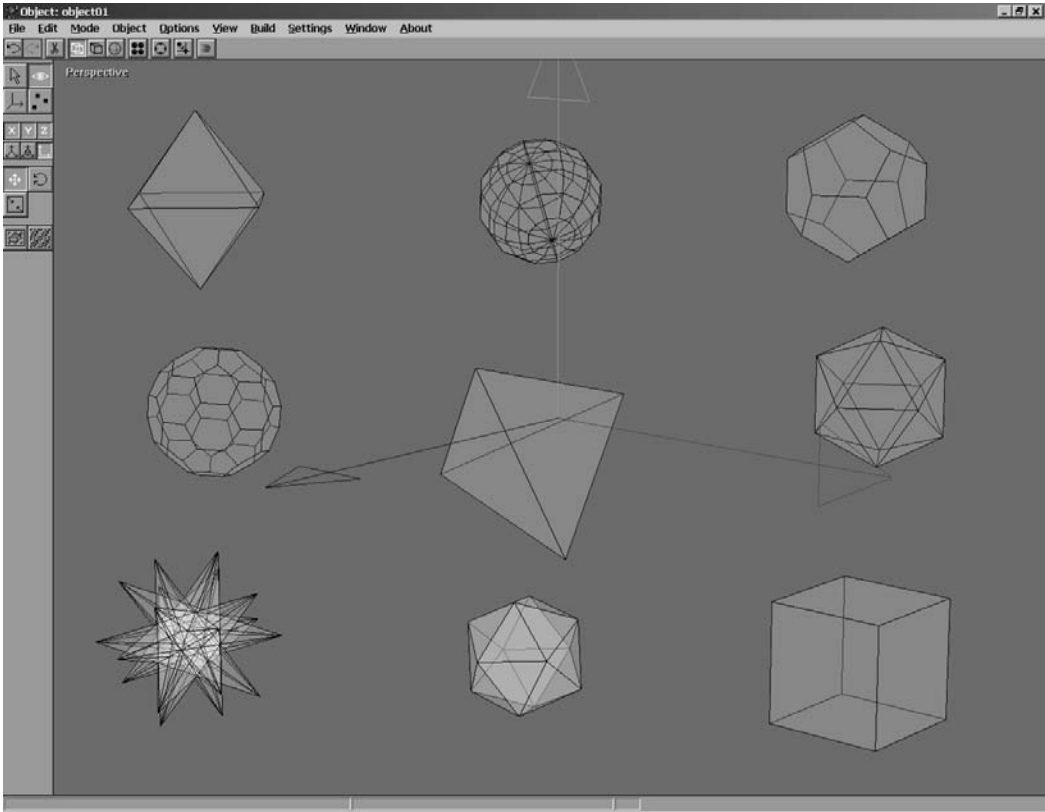 Object: object01
File Edit Mode Object Options View Build Settings Window About
Perspective
X Y Z